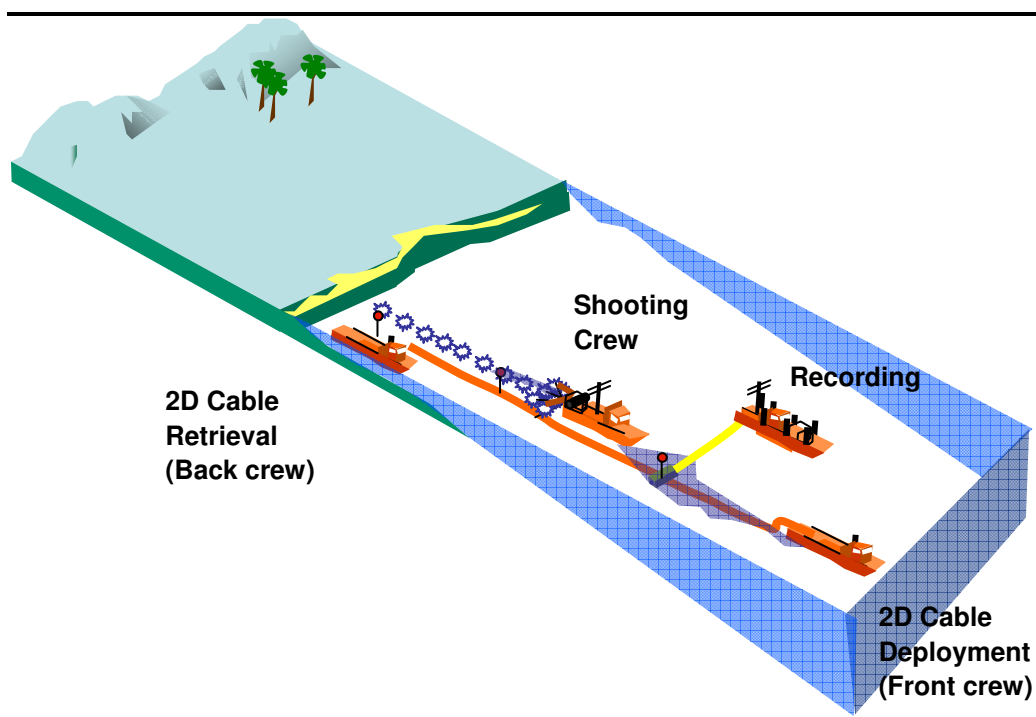 Shooting
Crew
Recording
2D Cable
Retrieval
(Back crew)
2D Cable
Deployment
(Front crew)